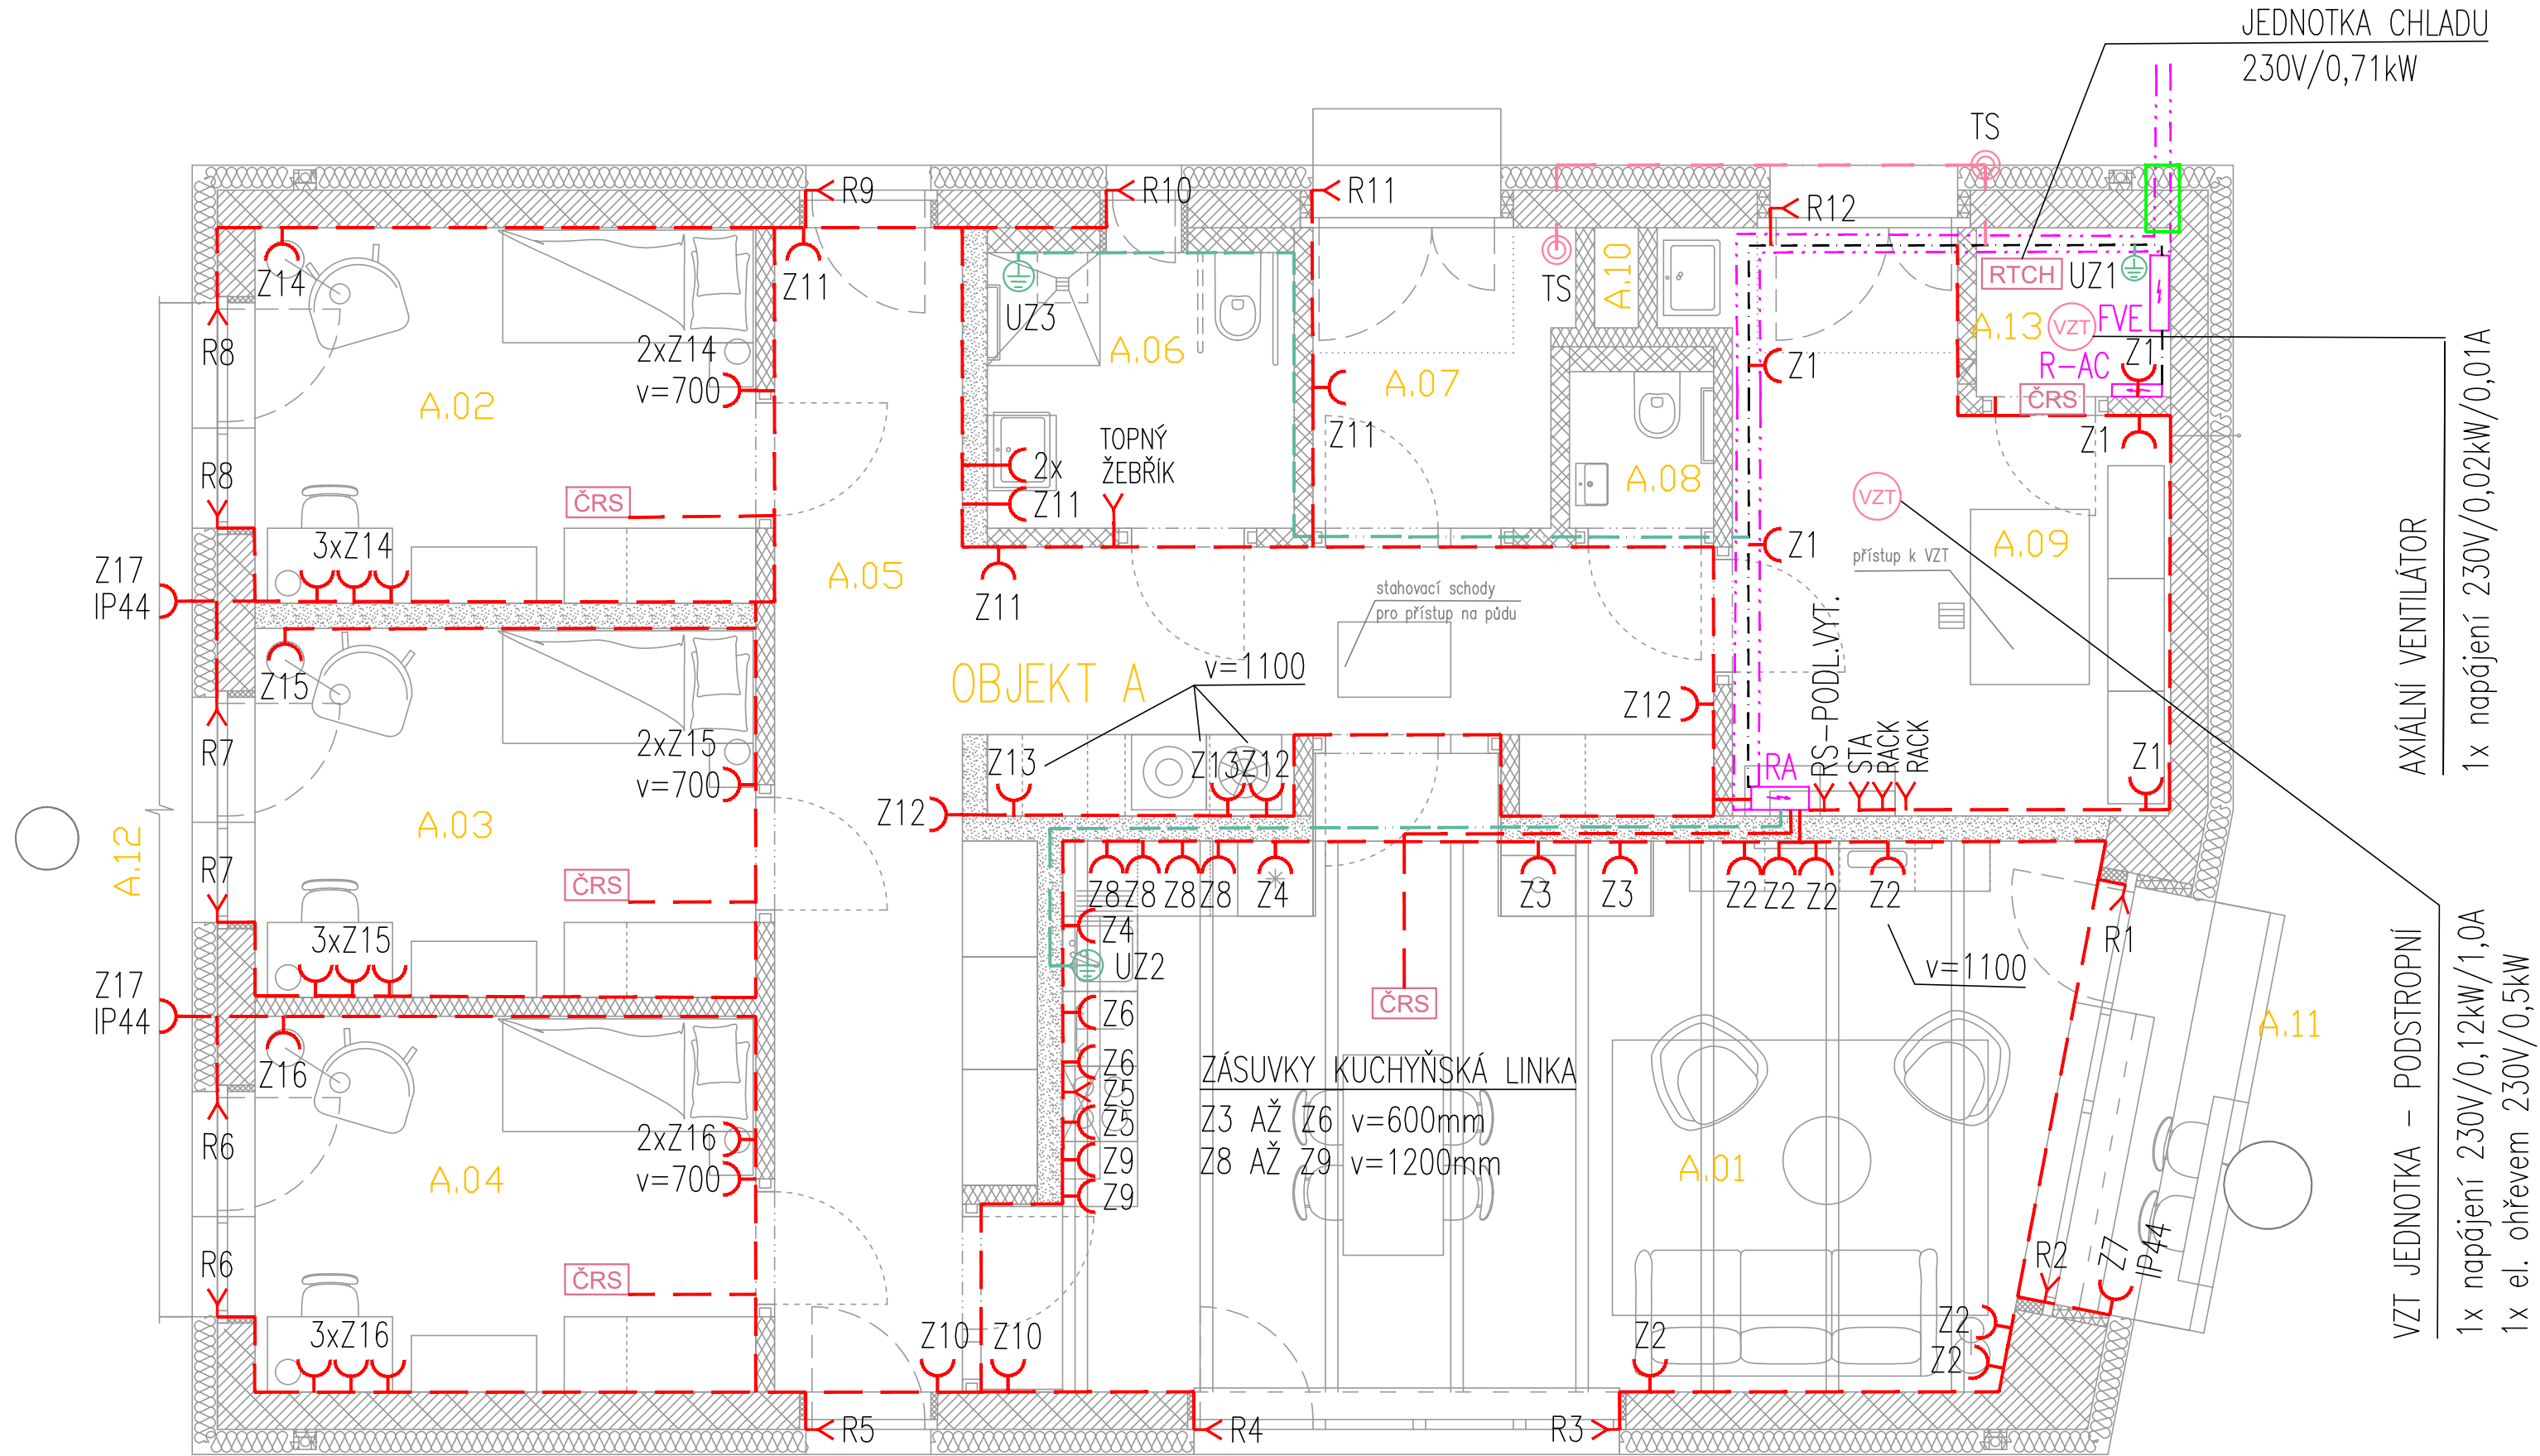 JEDNOTKA CHLADU
230V/0,71kW
TS
R9
R10
R11
R12
TS
Z14
Z11
UZ3
A.10
RTCH
UZ1
R8
2xZ14
v=700
A.02
A.06
A.07
Z1
A.13
VZT
FVE
R-AC
Z1
ČRS
Z1
AXIÁLNÍ VENTILÁTOR
1x napájení 230V/0,02kW/0,01A
Z11
TOPNÝ
ŽEBŘÍK
2x
Z11
A.08
R8
ČRS
VZT
3xZ14
Z17
IP44
A.05
Z11
Z1
A.09
přístup k VZT
stahovací schody
pro přístup na půdu
Z15
OBJEKT A
v=1100
Z12
RS-PODL.VYT.
STA
RACK
RACK
R7
2xZ15
v=700
Z13
Z13
Z12
RA
Z1
Z12
A.12
A.03
R7
ČRS
Z8
Z8
Z8
Z8
Z4
Z3
Z3
Z2
Z2
Z2
Z2
3xZ15
Z4
UZ2
R1
v=1100
Z17
IP44
ČRS
Z6
A.11
VZT JEDNOTKA - PODSTROPNÍ
1x napájení 230V/0,12kW/1,0A
1x el. ohřevem 230V/0,5kW
Z16
Z6
Z5
Z5
ZÁSUVKY KUCHYŇSKÁ LINKA
Z3 AŽ Z6 v=600mm
Z8 AŽ Z9 v=1200mm
R6
2xZ16
v=700
A.04
Z9
Z9
A.01
R6
ČRS
R2
Z7
IP44
3xZ16
Z10
Z10
Z2
Z2
Z2
R5
R4
R3